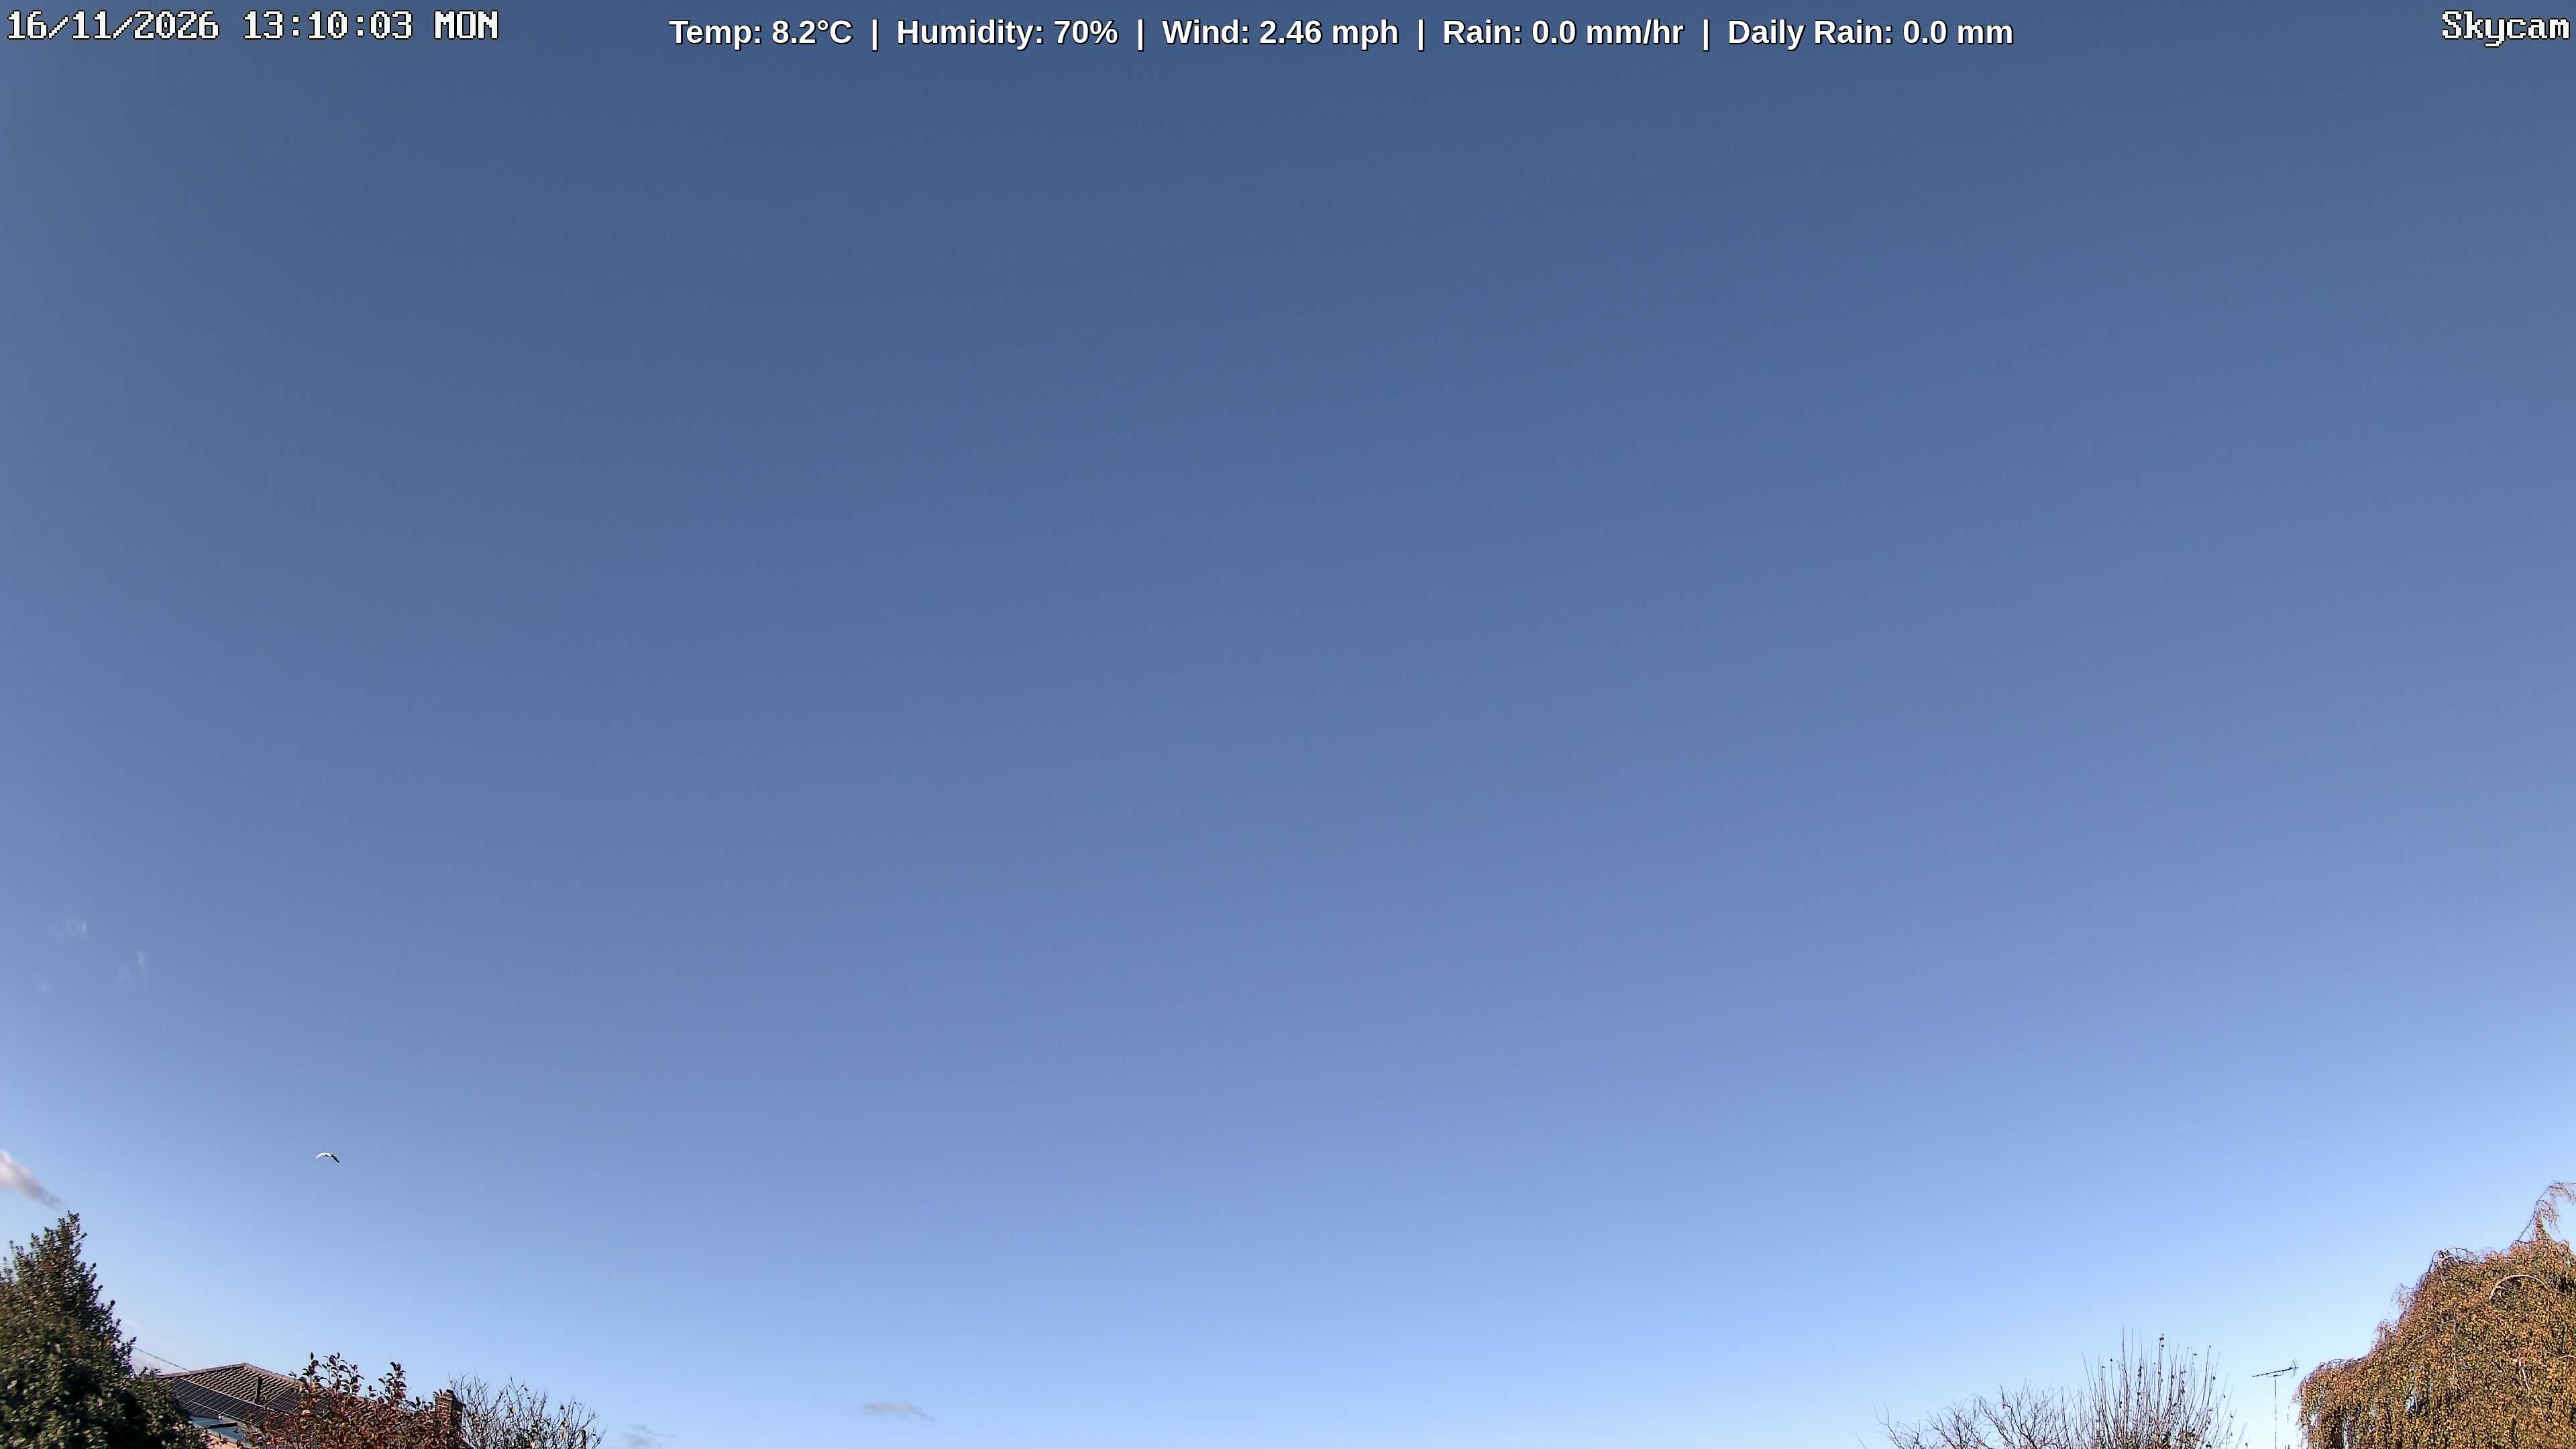 16/11/2026 13:10:03 MON
Temp: 8.2°C | Humidity: 70% | Wind: 2.46 mph | Rain: 0.0 mm/hr | Daily Rain: 0.0 mm
Skycam